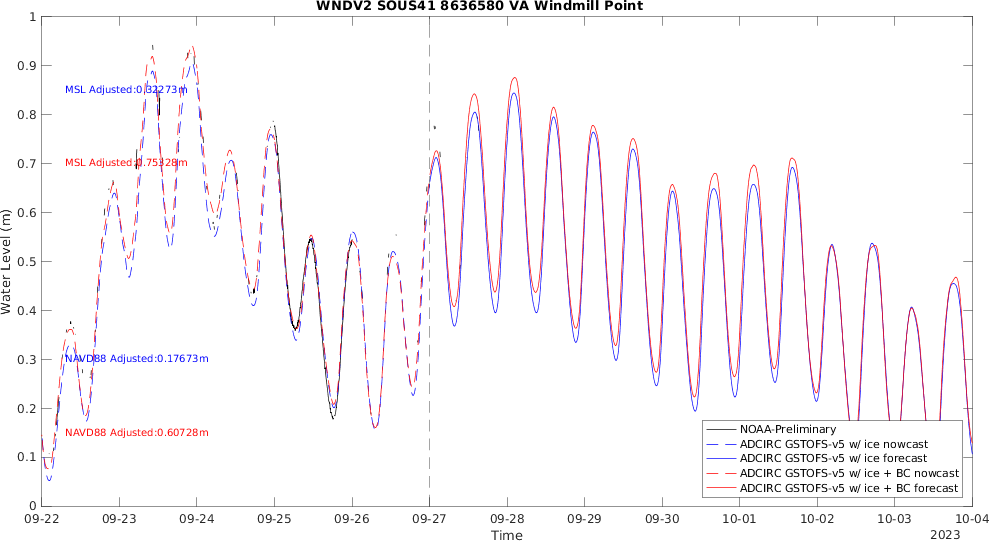 WNDV2 SOUS41 8636580 VA Windmill Point
1
0.9
0.8
0.7
0.6
0.5
0.4
0.3
0.2
0.1
0
Water Level (m)
MSL Adjusted:0.32273m
MSL Adjusted:0.75328m
NAVD88 Adjusted:0.17673m
NAVD88 Adjusted:0.60728m
NOAA-Preliminary
ADCIRC GSTOFS-v5 w/ ice nowcast
ADCIRC GSTOFS-v5 w/ ice forecast
ADCIRC GSTOFS-v5 w/ ice + BC nowcast
ADCIRC GSTOFS-v5 w/ ice + BC forecast
09-22 09-23 09-24 09-25 09-26 09-27 09-28 09-29 09-30 10-01 10-02 10-03 10-04
Time
2023